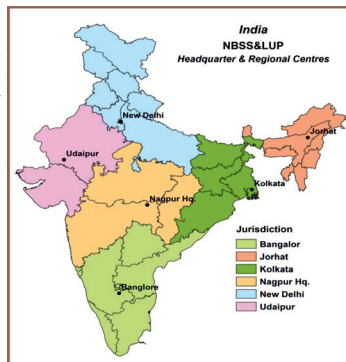 India
NBSS&LUP
Headquarter & Regional Centres
New Delhi
Jorhat
Udaipur
Kolkata
Nagpur Hq.
Banglore
Jurisdiction
Bangalor
Jorhat
Kolkata
Nagpur Hq.
New Delhi
Udaipur